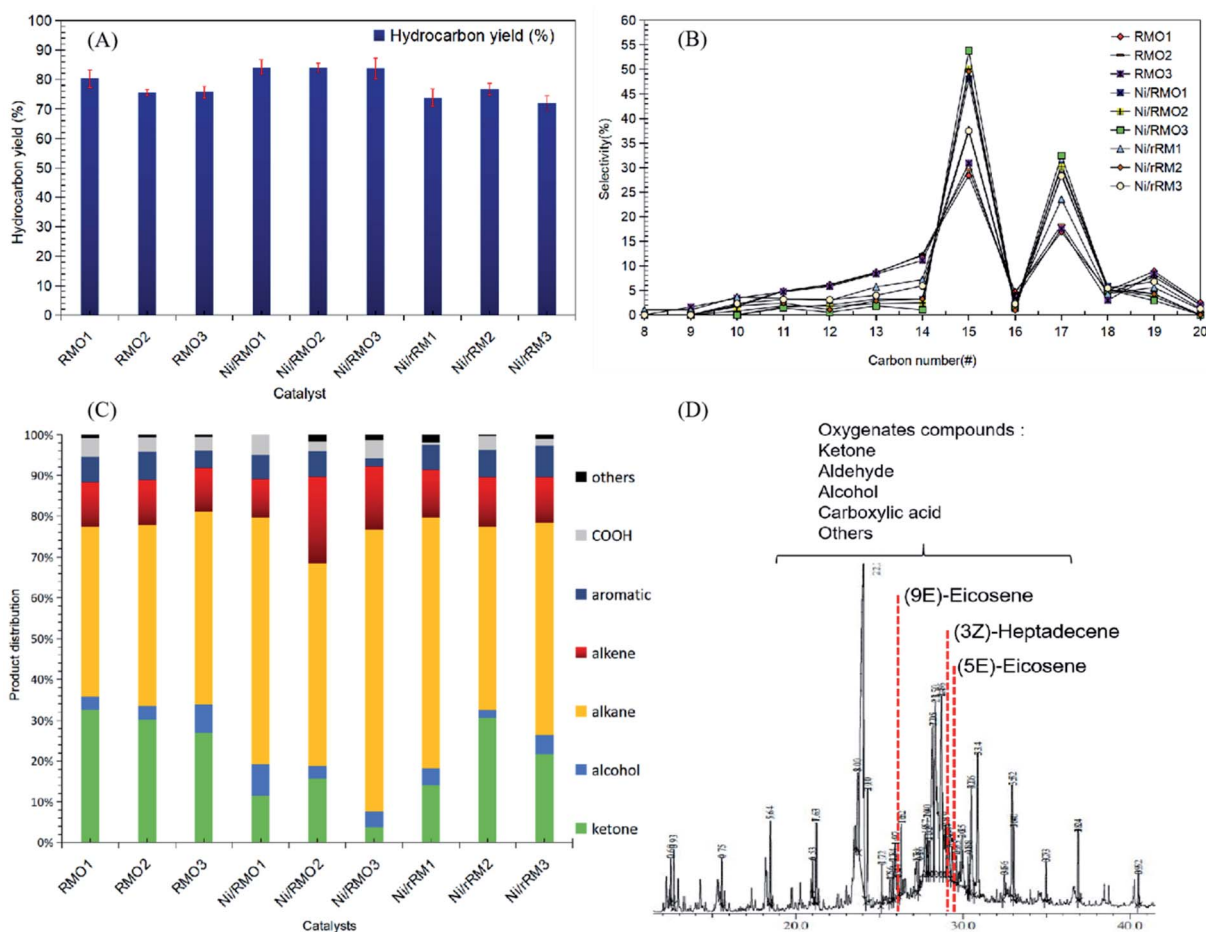 (A)
Hydrocarbon yield (%)
Hydrocarbon yield (%)
100
90
80
70
60
50
40
30
20
10
0
RMO1
RMO2
RMO3
Ni/RMO1
Ni/RMO2
Ni/RMO3
Ni/rRM1
Ni/rRM2
Ni/rRM3
Catalyst
(B)
Selectivity(%)
60
55
50
45
40
35
30
25
20
15
10
5
0
RMO1
RMO2
RMO3
Ni/RMO1
Ni/RMO2
Ni/RMO3
Ni/rRM1
Ni/rRM2
Ni/rRM3
8 9 10 11 12 13 14 15 16 17 18 19 20
Carbon number(#)
(C)
Product distribution
100%
90%
80%
70%
60%
50%
40%
30%
20%
10%
0%
RMO1
RMO2
RMO3
Ni/RMO1
Ni/RMO2
Ni/RMO3
Ni/rRM1
Ni/rRM2
Ni/rRM3
Catalysts
others
COOH
aromatic
alkene
alkane
alcohol
ketone
(D)
Oxygenates compounds :
Ketone
Aldehyde
Alcohol
Carboxylic acid
Others
(9E)-Eicosene
(3Z)-Heptadecene
(5E)-Eicosene
0.93
5.64
0.75
20.0 30.0 40.0